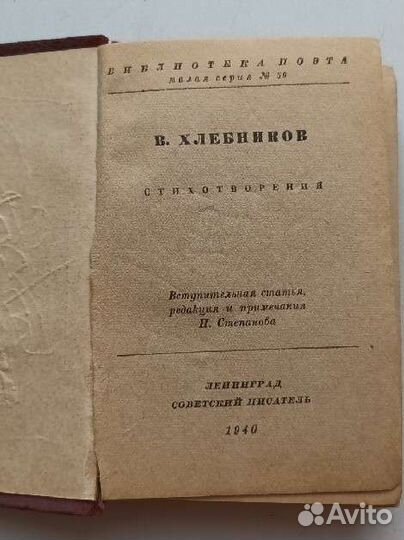 БИБЛИОТЕКА ПОЭТА
малая серия № 59
В. ХЛЕБНИКОВ
СТИХОТВОРЕНИЯ
Вступительная статья,
редакция и примечания
Н. Степанова
ЛЕНИНГРАД
СОВЕТСКИЙ ПИСАТЕЛЬ
1940
Avito